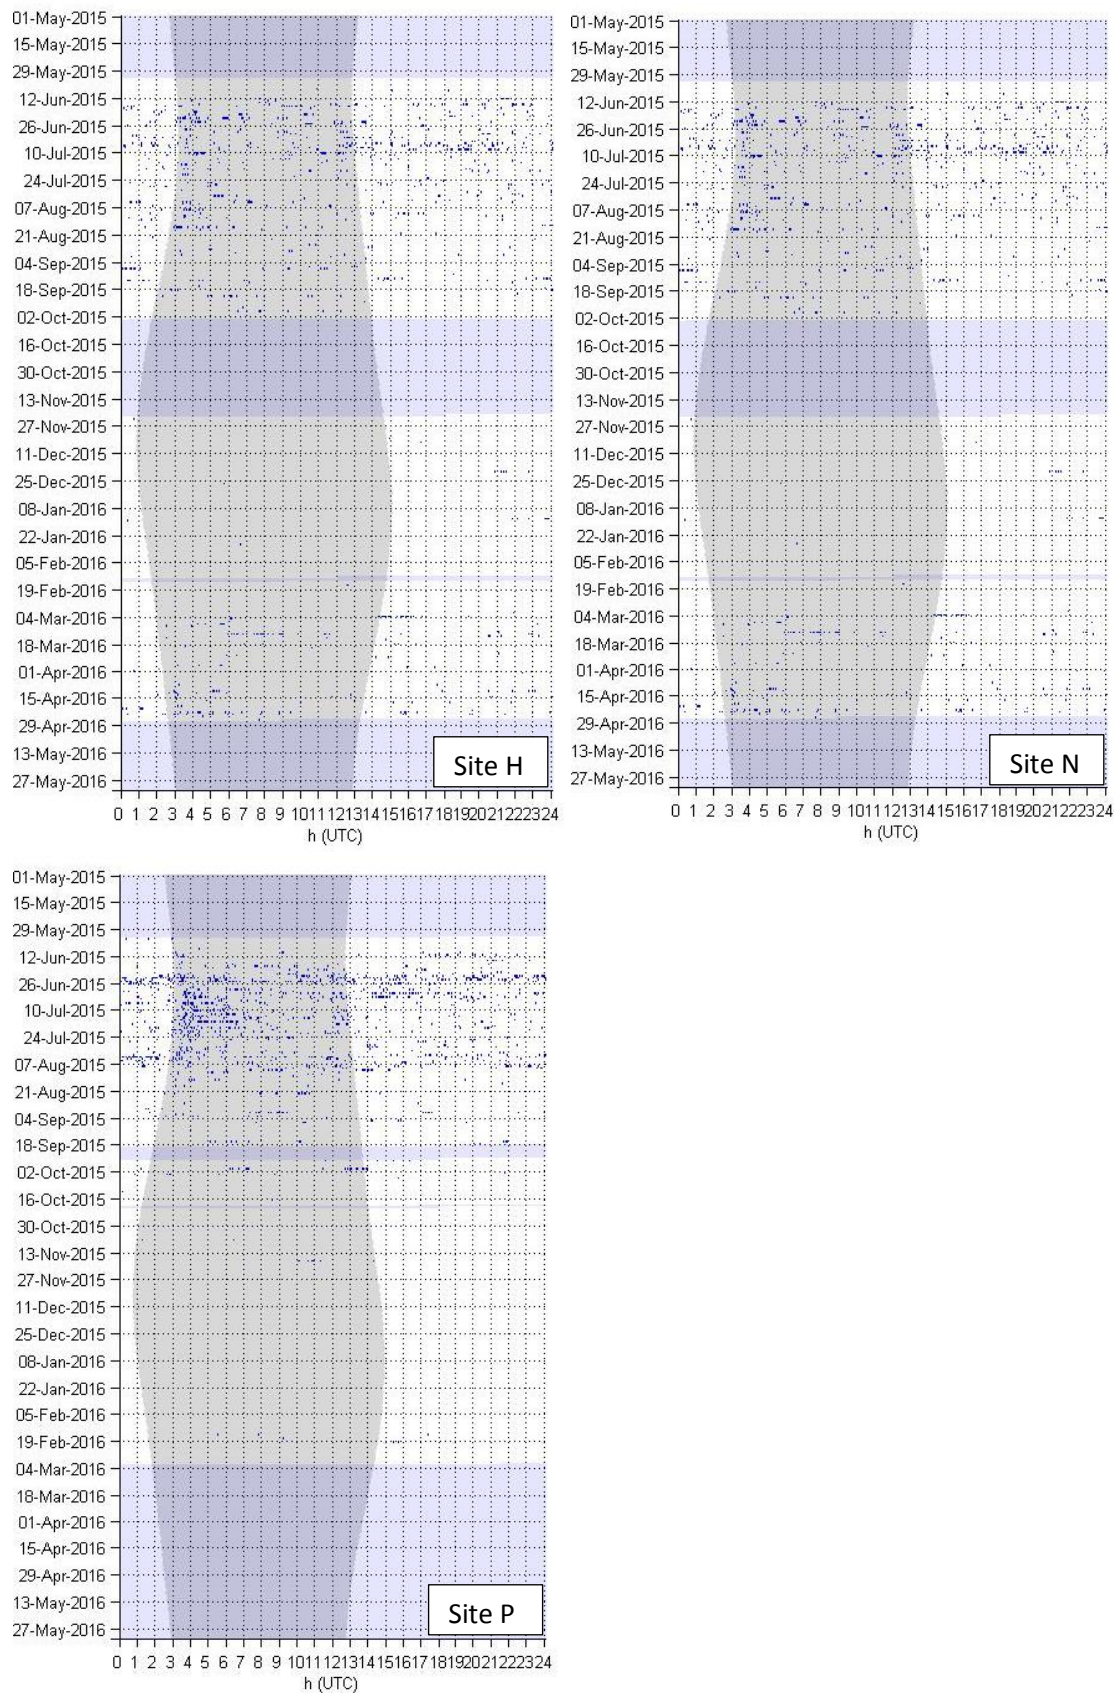 01-May-2015
15-May-2015
29-May-2015
12-Jun-2015
26-Jun-2015
10-Jul-2015
24-Jul-2015
07-Aug-2015
21-Aug-2015
04-Sep-2015
18-Sep-2015
02-Oct-2015
16-Oct-2015
30-Oct-2015
13-Nov-2015
27-Nov-2015
11-Dec-2015
25-Dec-2015
08-Jan-2016
22-Jan-2016
05-Feb-2016
19-Feb-2016
04-Mar-2016
18-Mar-2016
01-Apr-2016
15-Apr-2016
29-Apr-2016
13-May-2016
27-May-2016
Site H
0 1 2 3 4 5 6 7 8 9 10 11 12 13 14 15 16 17 18 19 20 21 22 23 24
h (UTC)
01-May-2015
15-May-2015
29-May-2015
12-Jun-2015
26-Jun-2015
10-Jul-2015
24-Jul-2015
07-Aug-2015
21-Aug-2015
04-Sep-2015
18-Sep-2015
02-Oct-2015
16-Oct-2015
30-Oct-2015
13-Nov-2015
27-Nov-2015
11-Dec-2015
25-Dec-2015
08-Jan-2016
22-Jan-2016
05-Feb-2016
19-Feb-2016
04-Mar-2016
18-Mar-2016
01-Apr-2016
15-Apr-2016
29-Apr-2016
13-May-2016
27-May-2016
Site N
0 1 2 3 4 5 6 7 8 9 10 11 12 13 14 15 16 17 18 19 20 21 22 23 24
h (UTC)
01-May-2015
15-May-2015
29-May-2015
12-Jun-2015
26-Jun-2015
10-Jul-2015
24-Jul-2015
07-Aug-2015
21-Aug-2015
04-Sep-2015
18-Sep-2015
02-Oct-2015
16-Oct-2015
30-Oct-2015
13-Nov-2015
27-Nov-2015
11-Dec-2015
25-Dec-2015
08-Jan-2016
22-Jan-2016
05-Feb-2016
19-Feb-2016
04-Mar-2016
18-Mar-2016
01-Apr-2016
15-Apr-2016
29-Apr-2016
13-May-2016
27-May-2016
Site P
0 1 2 3 4 5 6 7 8 9 10 11 12 13 14 15 16 17 18 19 20 21 22 23 24
h (UTC)